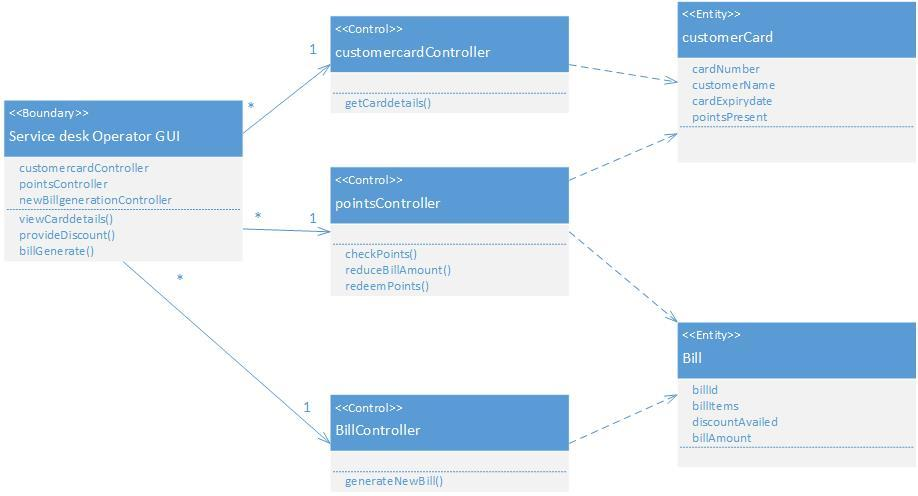 <<Boundary>>
Service desk Operator GUI
customercardController
pointsController
newBillgenerationController
viewCarddetails()
provideDiscount()
billGenerate()
*
1
*
1
*
1
<<Control>>
customercardController
getCarddetails()
<<Control>>
pointsController
checkPoints()
reduceBillAmount()
redeemPoints()
<<Control>>
BillController
generateNewBill()
<<Entity>>
customerCard
cardNumber
customerName
cardExpirydate
pointsPresent
<<Entity>>
Bill
billId
billItems
discountAvailed
billAmount